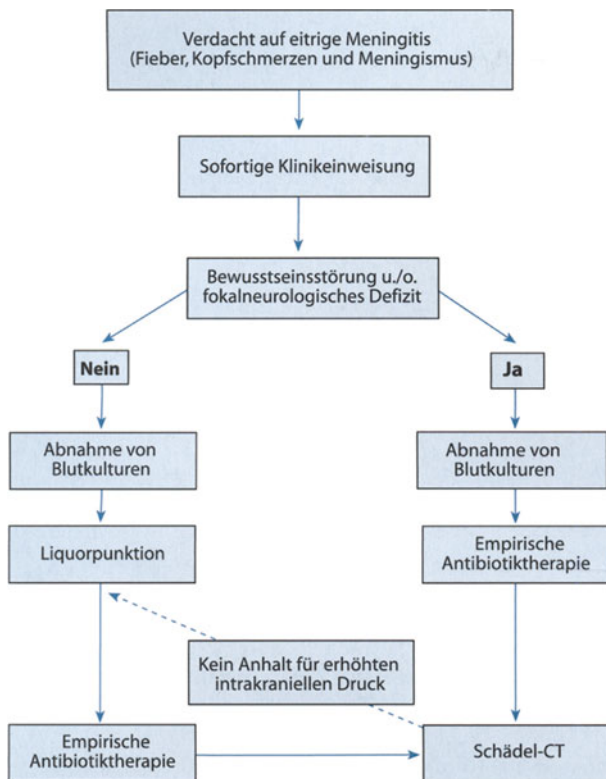 Verdacht auf eitrige Meningitis
(Fieber, Kopfschmerzen und Meningismus)
Sofortige Klinikeinweisung
Bewusstseinsstörung u./o.
fokalneurologisches Defizit
Nein
Ja
Abnahme von
Blutkulturen
Abnahme von
Blutkulturen
Liquorpunktion
Empirische
Antibiotiktherapie
Kein Anhalt für erhöhten
intrakraniellen Druck
Empirische
Antibiotiktherapie
Schädel-CT